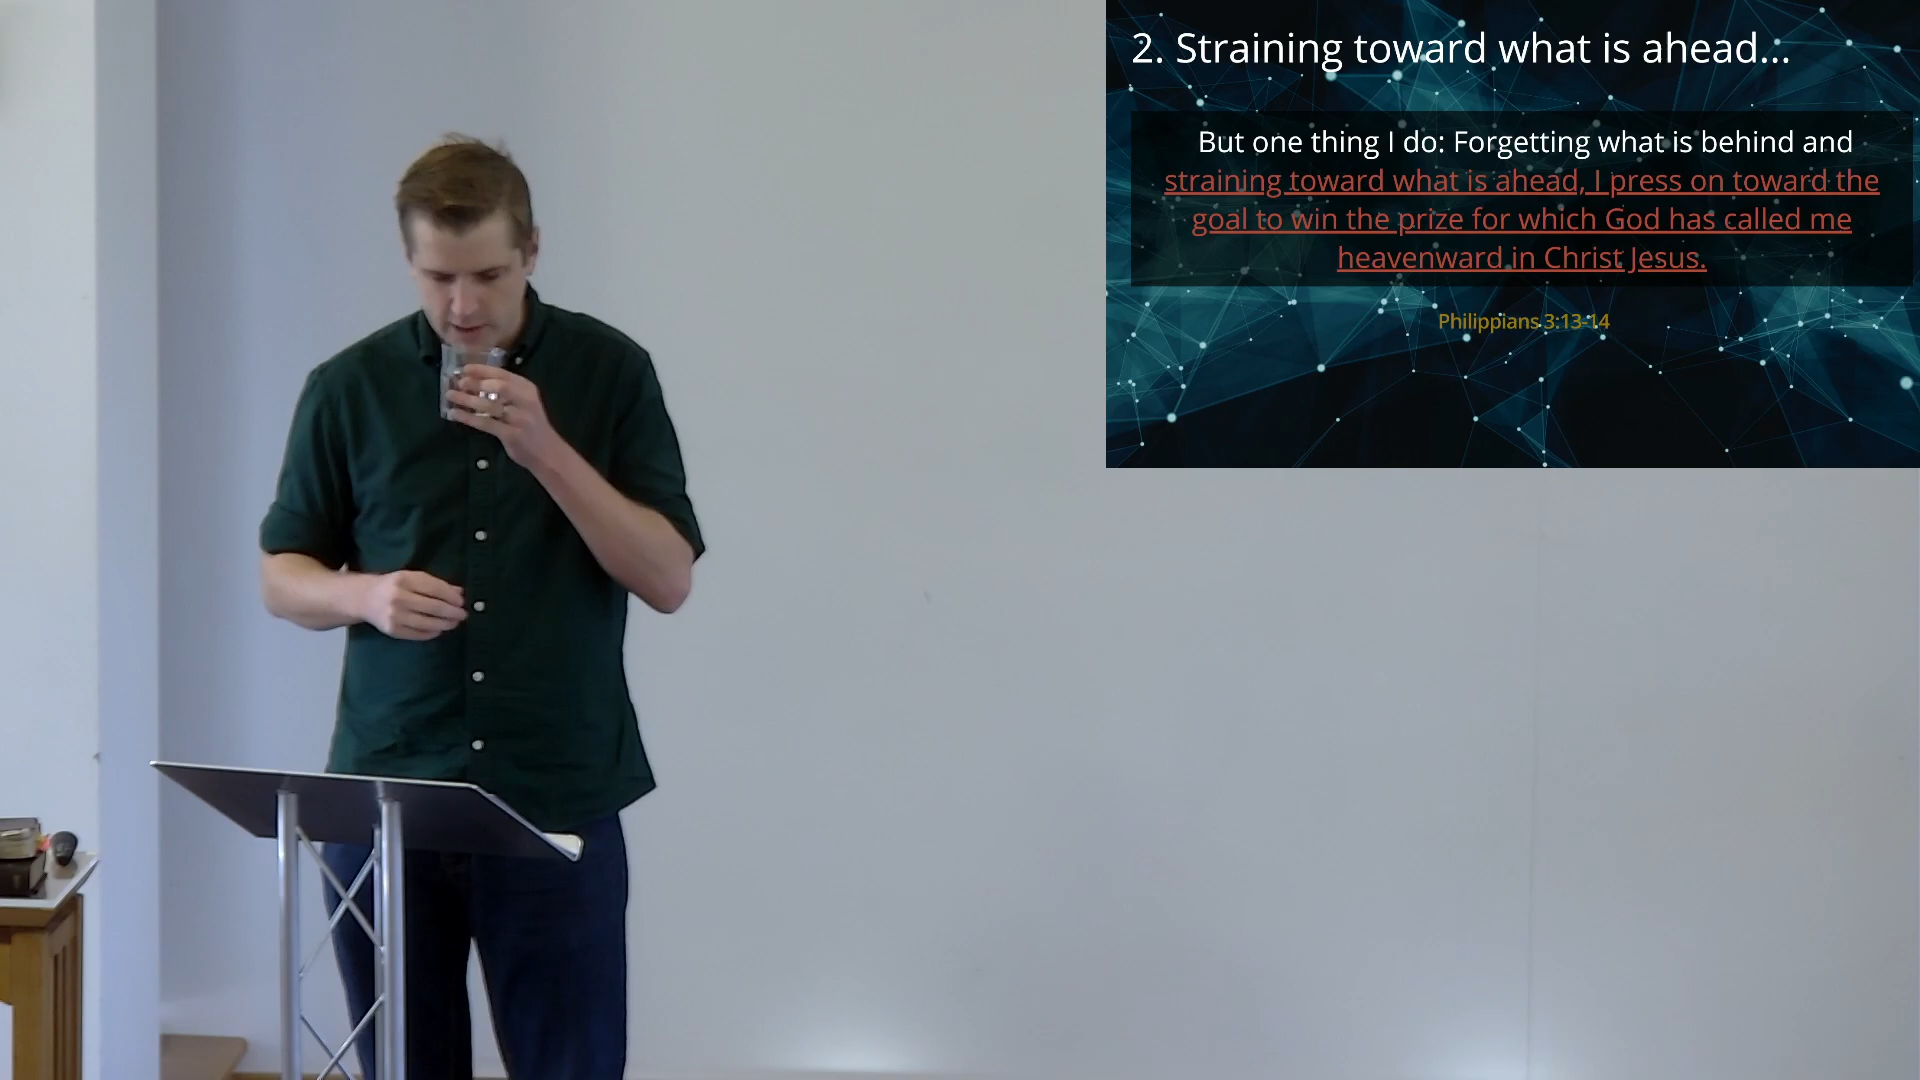 2. Straining toward what is ahead...
But one thing I do: Forgetting what is behind and
straining toward what is ahead, I press on toward the
goal to win the prize for which God has called me
heavenward in Christ Jesus.
Philippians 3:13-14